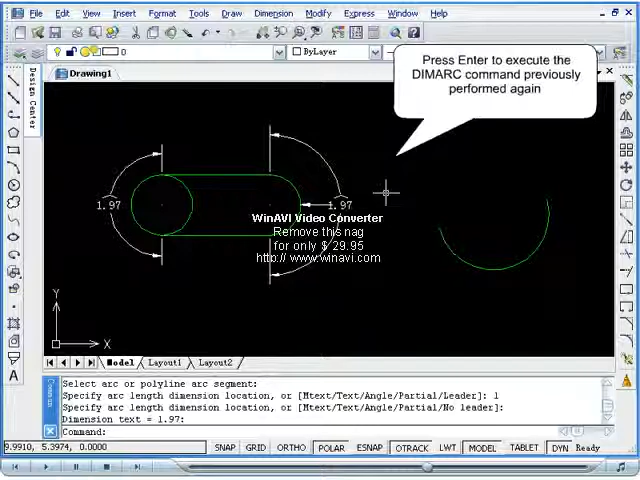 File Edit View Insert Format Tools Draw Dimension Modify Express Window Help
0
ByLayer
Drawing1
Design Center
Press Enter to execute the
DIMARC command previously
performed again
1.97
1.97
WinAVI Video Converter
Remove this nag
for only $ 29.95
http://www.winavi.com
Y
X
Model Layout1 Layout2
Select arc or polyline arc segment:
Specify arc length dimension location, or [Mtext/Text/Angle/Partial/Leader]: l
Specify arc length dimension location, or [Mtext/Text/Angle/Partial/No leader]:
Dimension text = 1.97:
Command:
9.9910, 5.3974, 0.0000 SNAP GRID ORTHO POLAR ESNAP OTRACK LWT MODEL TABLET DYN Ready